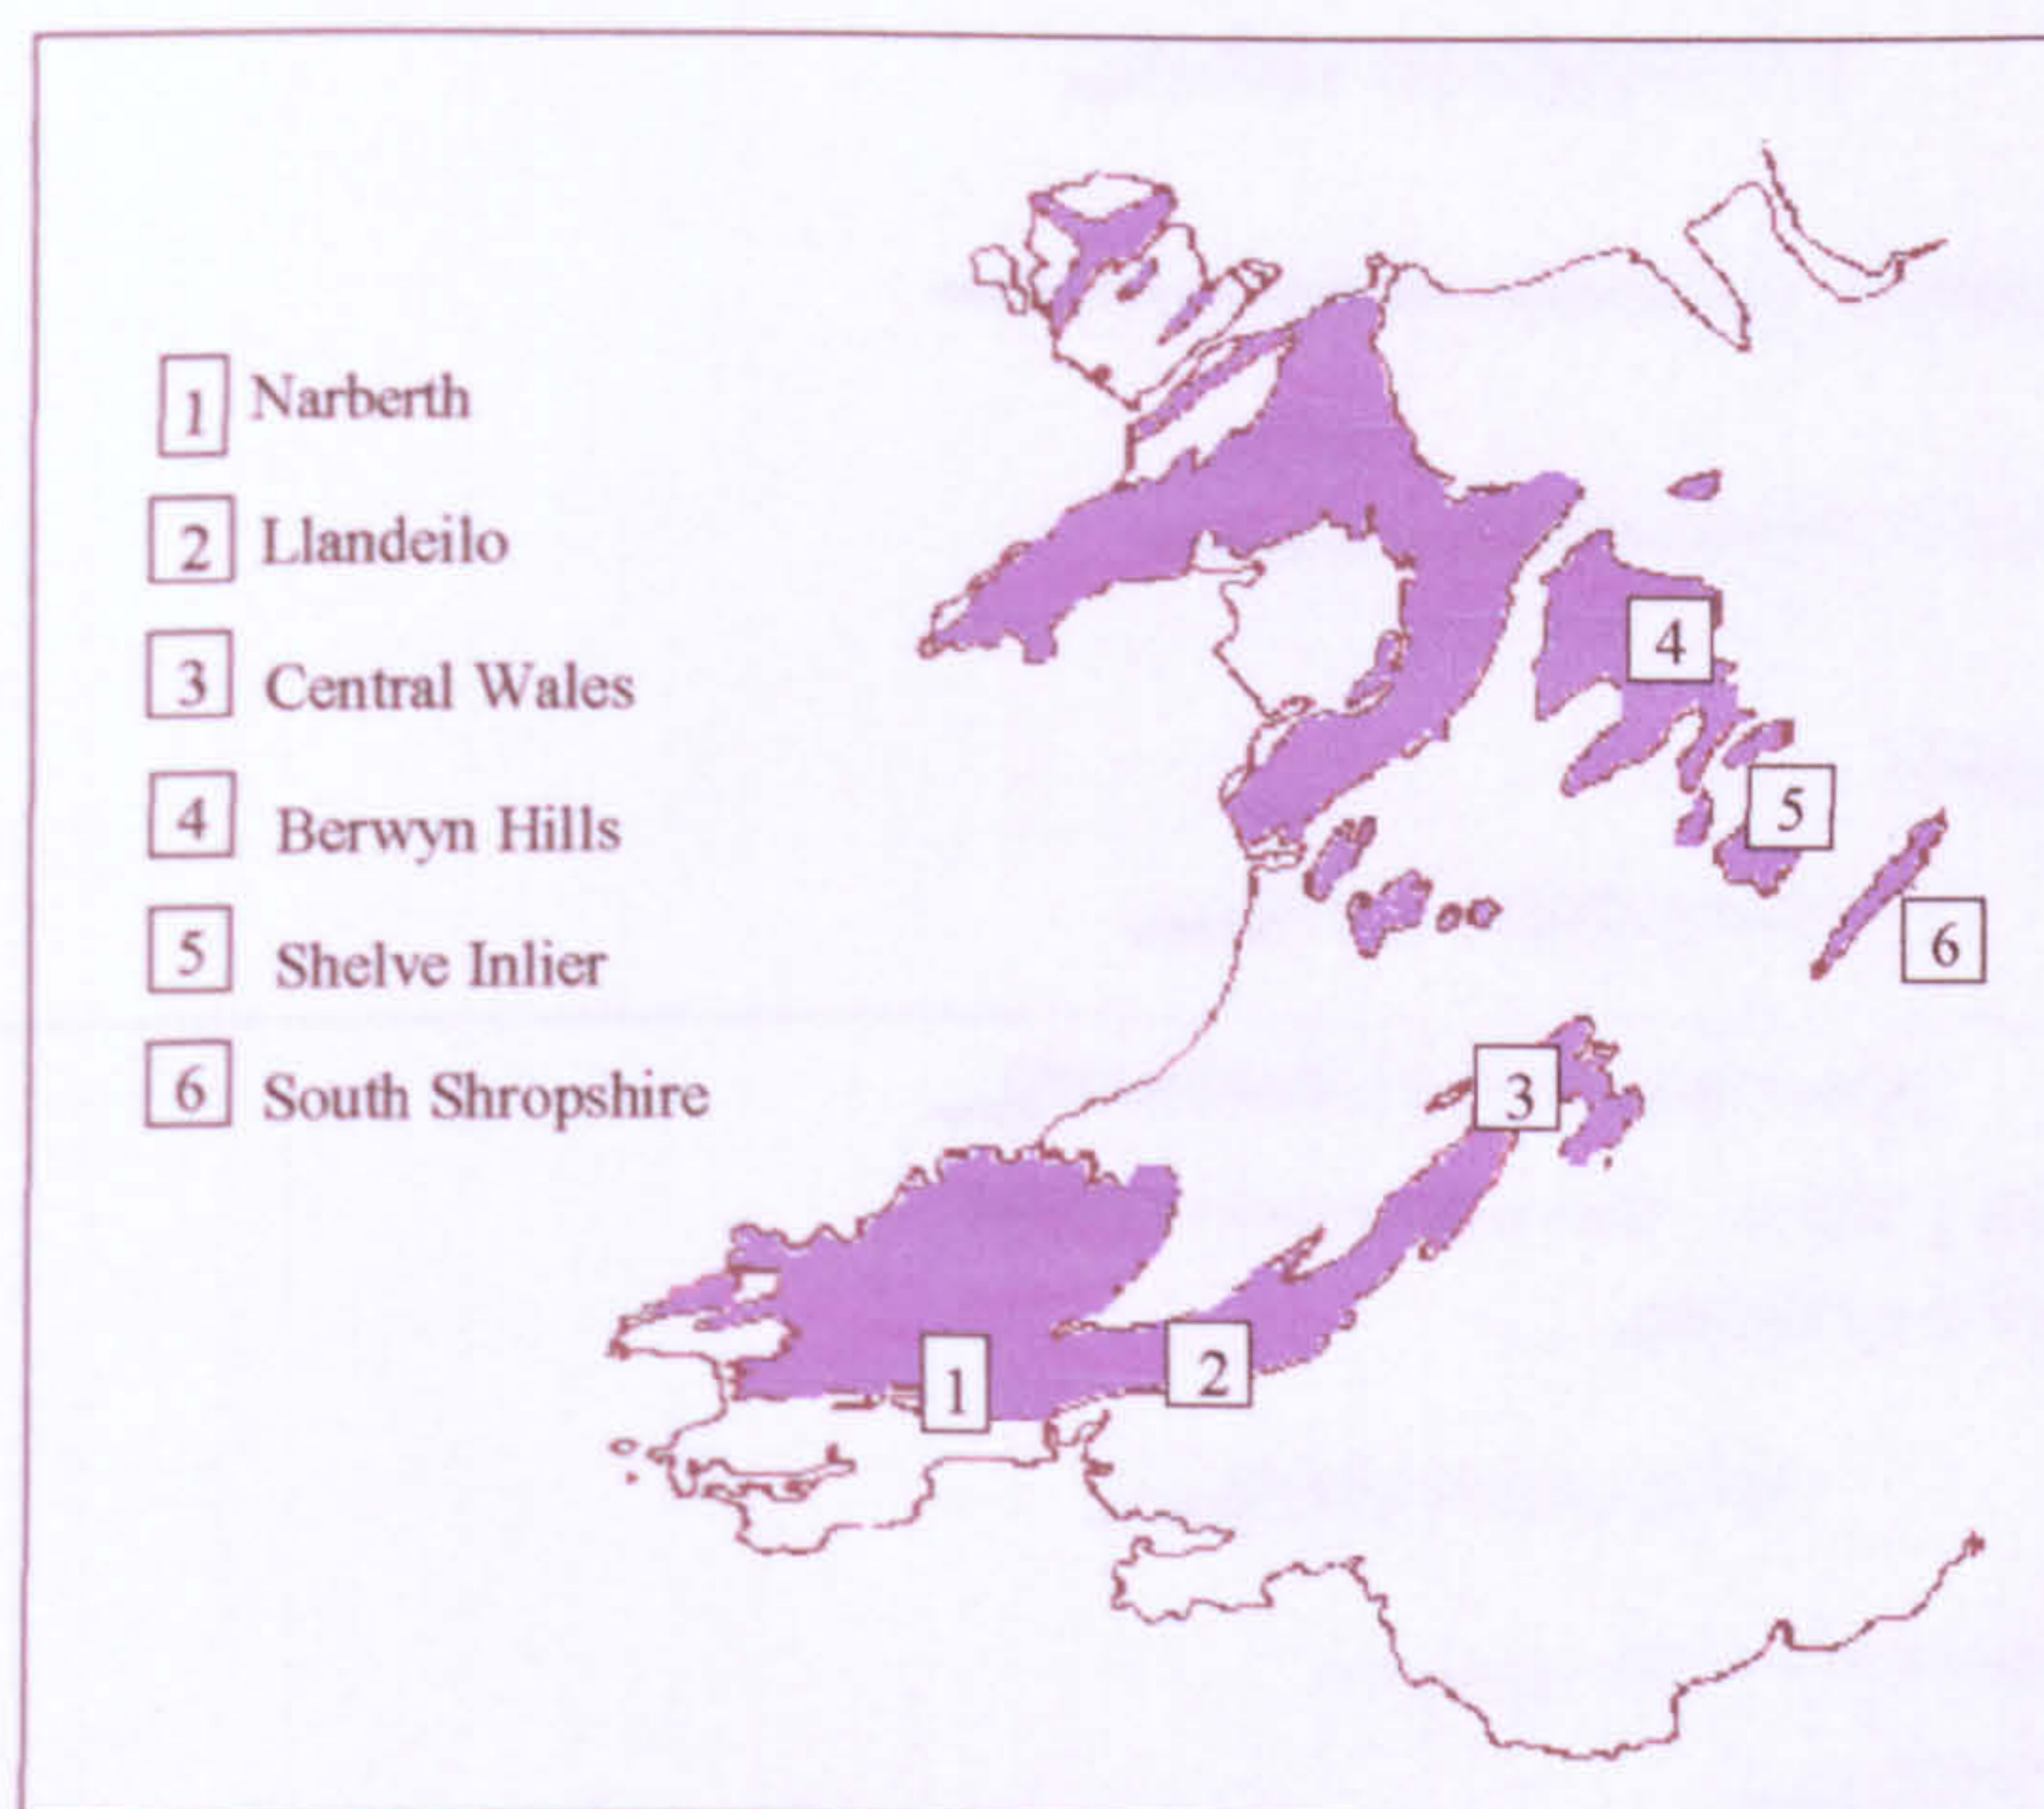 1 Narberth
2 Llandeilo
3 Central Wales
4 Berwyn Hills
5 Shelve Inlier
6 South Shropshire
4
5
6
3
1
2